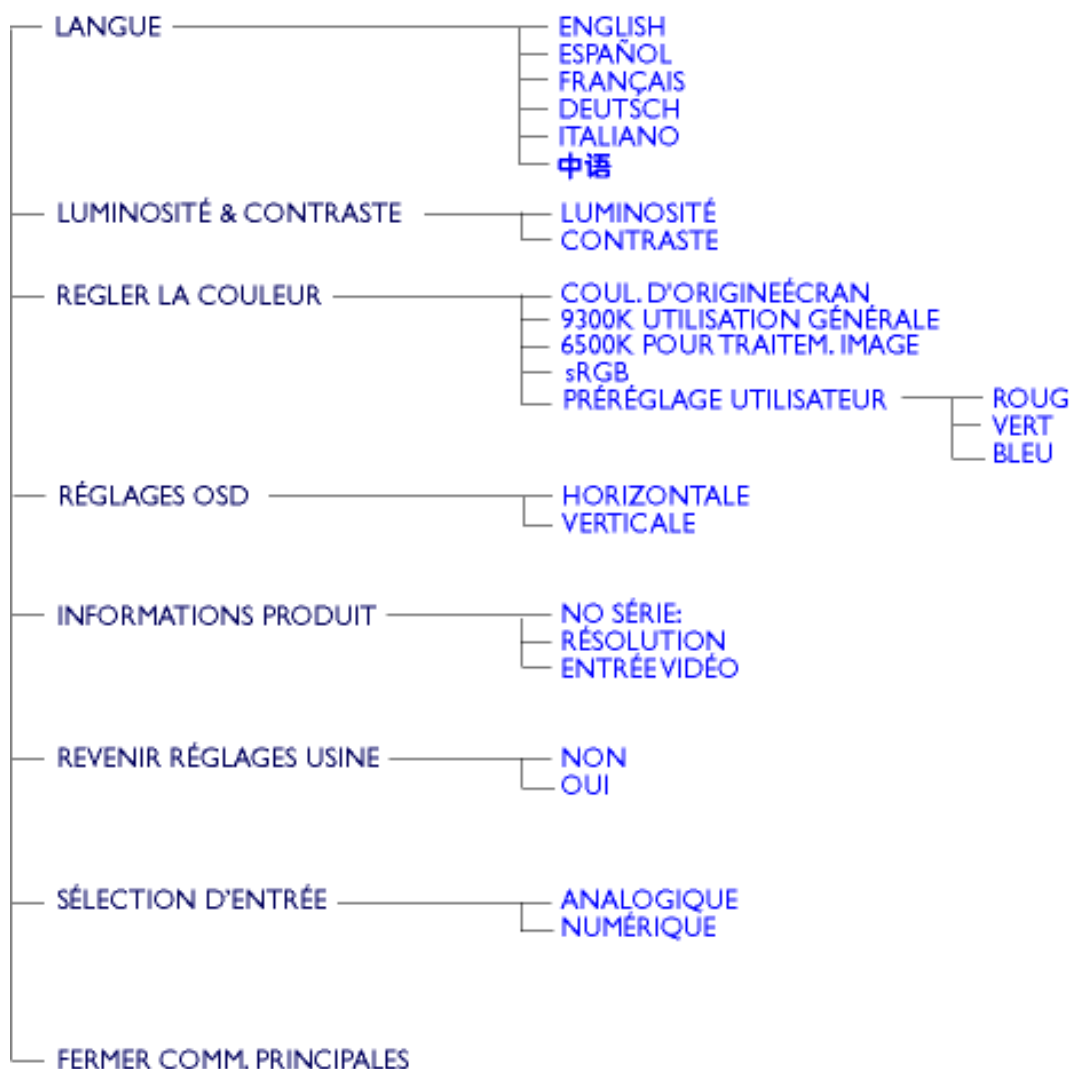 LANGUE
ENGLISH
ESPAÑOL
FRANÇAIS
DEUTSCH
ITALIANO
中语
LUMINOSITÉ & CONTRASTE
LUMINOSITÉ
CONTRASTE
REGLER LA COULEUR
COUL. D'ORIGINEÉCRAN
9300K UTILISATION GÉNÉRALE
6500K POUR TRAITEM. IMAGE
sRGB
PRÉRÉGLAGE UTILISATEUR
ROUG
VERT
BLEU
RÉGLAGES OSD
HORIZONTALE
VERTICALE
INFORMATIONS PRODUIT
NO SÉRIE:
RÉSOLUTION
ENTRÉE VIDÉO
REVENIR RÉGLAGES USINE
NON
OUI
SÉLECTION D'ENTRÉE
ANALOGIQUE
NUMÉRIQUE
FERMER COMM. PRINCIPALES